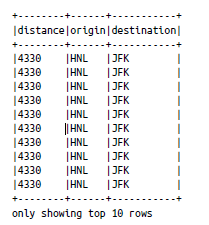 +--------+------+-----------+
|distance|origin|destination|
+--------+------+-----------+
|4330    |HNL   |JFK        |
|4330    |HNL   |JFK        |
|4330    |HNL   |JFK        |
|4330    |HNL   |JFK        |
|4330    |HNL   |JFK        |
|4330    |HNL   |JFK        |
|4330    |HNL   |JFK        |
|4330    |HNL   |JFK        |
|4330    |HNL   |JFK        |
|4330    |HNL   |JFK        |
+--------+------+-----------+
only showing top 10 rows